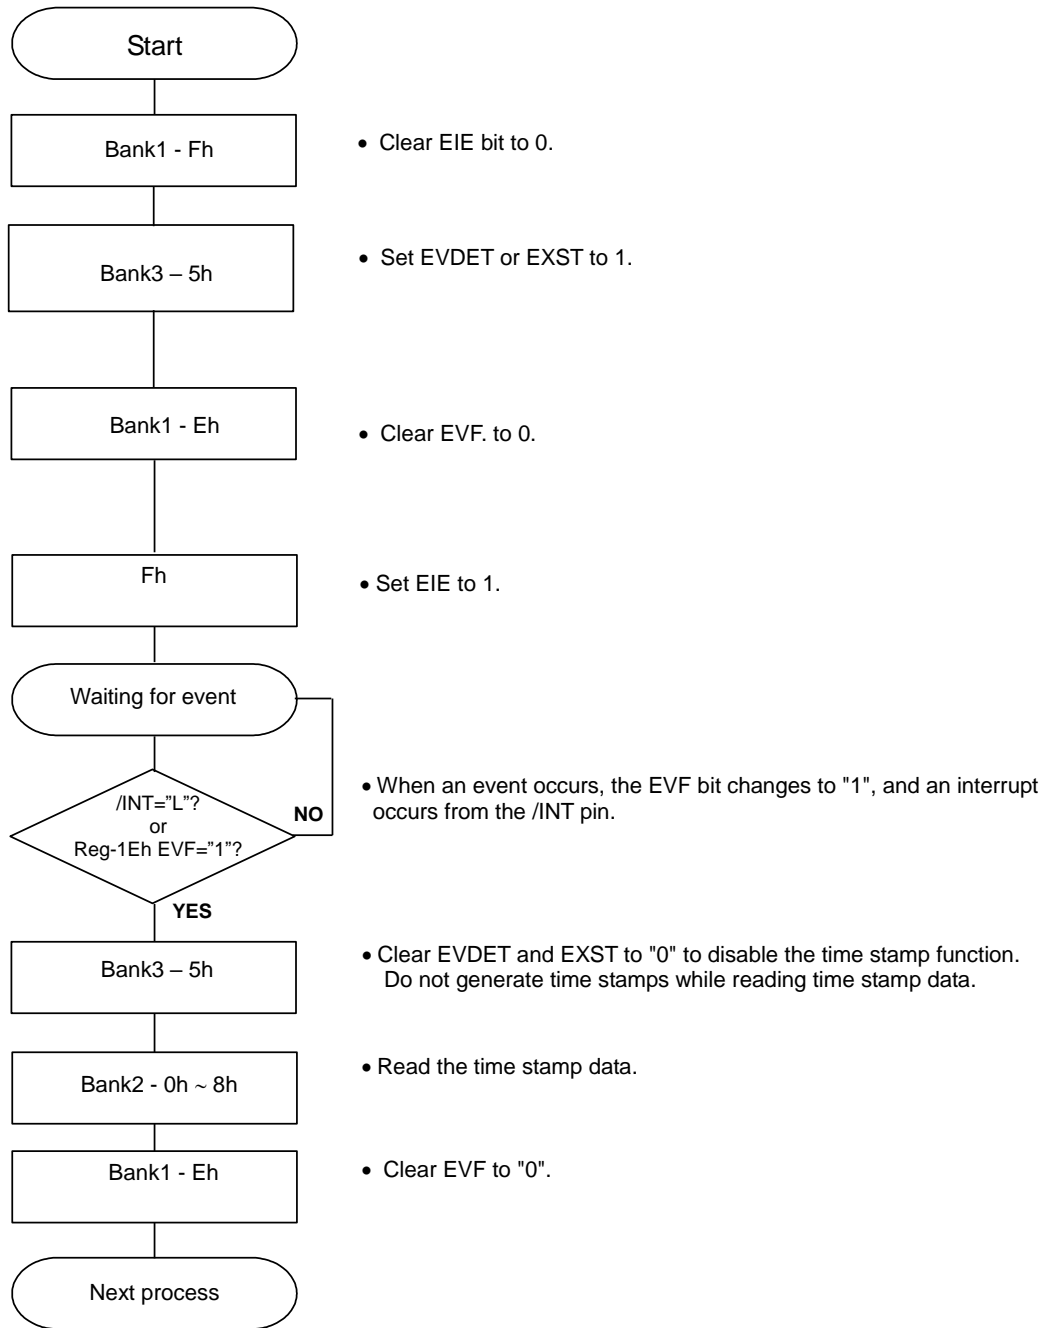 Start
Bank1 - Fh
• Clear EIE bit to 0.
Bank3 – 5h
• Set EVDET or EXST to 1.
Bank1 - Eh
• Clear EVF. to 0.
Fh
• Set EIE to 1.
Waiting for event
/INT=”L”?
or
Reg-1Eh EVF=”1”?
NO
• When an event occurs, the EVF bit changes to "1", and an interrupt
occurs from the /INT pin.
YES
Bank3 – 5h
• Clear EVDET and EXST to "0" to disable the time stamp function.
Do not generate time stamps while reading time stamp data.
Bank2 - 0h ~ 8h
• Read the time stamp data.
Bank1 - Eh
• Clear EVF to "0".
Next process